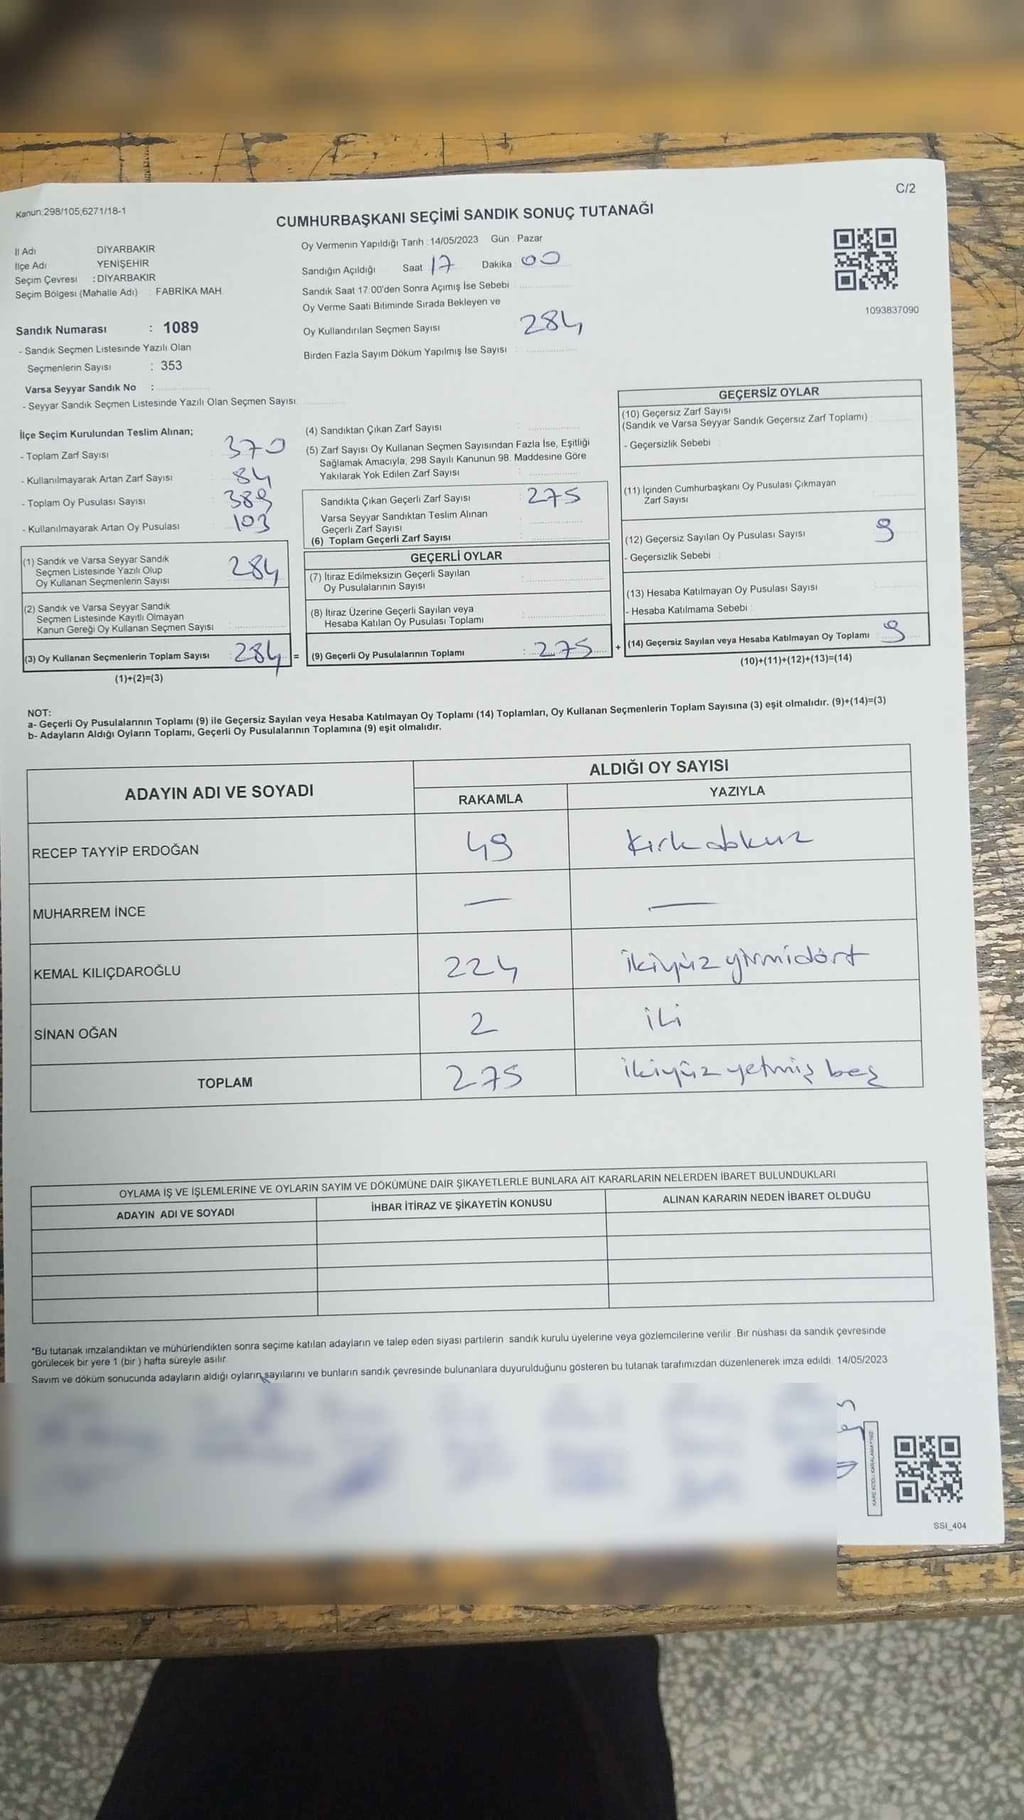 C/2
Kanun:298/105,6271/18-1
CUMHURBAŞKANI SEÇİMİ SANDIK SONUÇ TUTANAĞI
İl Adı DİYARBAKIR
İlçe Adı YENİŞEHİR
Seçim Çevresi : DİYARBAKIR
Seçim Bölgesi (Mahalle Adı) FABRİKA MAH
Sandık Numarası : 1089
- Sandık Seçmen Listesinde Yazılı Olan
Seçmenlerin Sayısı : 353
Varsa Seyyar Sandık No :
- Seyyar Sandık Seçmen Listesinde Yazılı Olan Seçmen Sayısı
Oy Vermenin Yapıldığı Tarih :14/05/2023 Gün : Pazar
Sandığın Açıldığı Saat 17 Dakika 00
Sandık Saat 17:00'den Sonra Açımış İse Sebebi
Oy Verme Saati Bitiminde Sırada Bekleyen ve
Oy Kullandırılan Seçmen Sayısı 284
Birden Fazla Sayım Döküm Yapılmış İse Sayısı
1093837090
İlçe Seçim Kurulundan Teslim Alınan;
- Toplam Zarf Sayısı 370
- Kullanılmayarak Artan Zarf Sayısı 84
- Toplam Oy Pusulası Sayısı 389
- Kullanılmayarak Artan Oy Pusulası 103
(1) Sandık ve Varsa Seyyar Sandık
Seçmen Listesinde Yazılı Olup
Oy Kullanan Seçmenlerin Sayısı 284
(2) Sandık ve Varsa Seyyar Sandık
Seçmen Listesinde Kayıtlı Olmayan
Kanun Gereği Oy Kullanan Seçmen Sayısı
(3) Oy Kullanan Seçmenlerin Toplam Sayısı 284 =
(1)+(2)=(3)
(4) Sandıktan Çıkan Zarf Sayısı
(5) Zarf Sayısı Oy Kullanan Seçmen Sayısından Fazla İse, Eşitliği
Sağlamak Amacıyla, 298 Sayılı Kanunun 98. Maddesine Göre
Yakılarak Yok Edilen Zarf Sayısı
Sandıkta Çıkan Geçerli Zarf Sayısı 275
Varsa Seyyar Sandıktan Teslim Alınan
Geçerli Zarf Sayısı
(6) Toplam Geçerli Zarf Sayısı
GEÇERLİ OYLAR
(7) İtiraz Edilmeksizin Geçerli Sayılan
Oy Pusulalarının Sayısı
(8) İtiraz Üzerine Geçerli Sayılan veya
Hesaba Katılan Oy Pusulası Toplamı
(9) Geçerli Oy Pusulalarının Toplamı : 275 +
GEÇERSİZ OYLAR
(10) Geçersiz Zarf Sayısı
(Sandık ve Varsa Seyyar Sandık Geçersiz Zarf Toplamı)
- Geçersizlik Sebebi
(11) İçinden Cumhurbaşkanı Oy Pusulası Çıkmayan
Zarf Sayısı
(12) Geçersiz Sayılan Oy Pusulası Sayısı 9
- Geçersizlik Sebebi
(13) Hesaba Katılmayan Oy Pusulası Sayısı
- Hesaba Katılmama Sebebi
(14) Geçersiz Sayılan veya Hesaba Katılmayan Oy Toplamı 9
(10)+(11)+(12)+(13)=(14)
NOT:
a- Geçerli Oy Pusulalarının Toplamı (9) ile Geçersiz Sayılan veya Hesaba Katılmayan Oy Toplamı (14) Toplamları, Oy Kullanan Seçmenlerin Toplam Sayısına (3) eşit olmalıdır. (9)+(14)=(3)
b- Adayların Aldığı Oyların Toplamı, Geçerli Oy Pusulalarının Toplamına (9) eşit olmalıdır.
ADAYIN ADI VE SOYADI ALDIĞI OY SAYISI
RAKAMLA YAZIYLA
RECEP TAYYİP ERDOĞAN 49 kırkdokuz
MUHARREM İNCE — —
KEMAL KILIÇDAROĞLU 224 ikiyüz yirmidört
SİNAN OĞAN 2 iki
TOPLAM 275 ikiyüz yetmiş beş
OYLAMA İŞ VE İŞLEMLERİNE VE OYLARIN SAYIM VE DÖKÜMÜNE DAİR ŞİKAYETLERLE BUNLARA AİT KARARLARIN NELERDEN İBARET BULUNDUKLARI
ADAYIN ADI VE SOYADI İHBAR İTİRAZ VE ŞİKAYETİN KONUSU ALINAN KARARIN NEDEN İBARET OLDUĞU
*Bu tutanak imzalandıktan ve mühürlendikten sonra seçime katılan adayların ve talep eden siyasi partilerin sandık kurulu üyelerine veya gözlemcilerine verilir. Bir nüshası da sandık çevresinde
görülecek bir yere 1 (bir) hafta süreyle asılır.
Sayım ve döküm sonucunda adayların aldığı oyların sayılarını ve bunların sandık çevresinde bulunanlara duyurulduğunu gösteren bu tutanak tarafımızdan düzenlenerek imza edildi. 14/05/2023
SSI_404